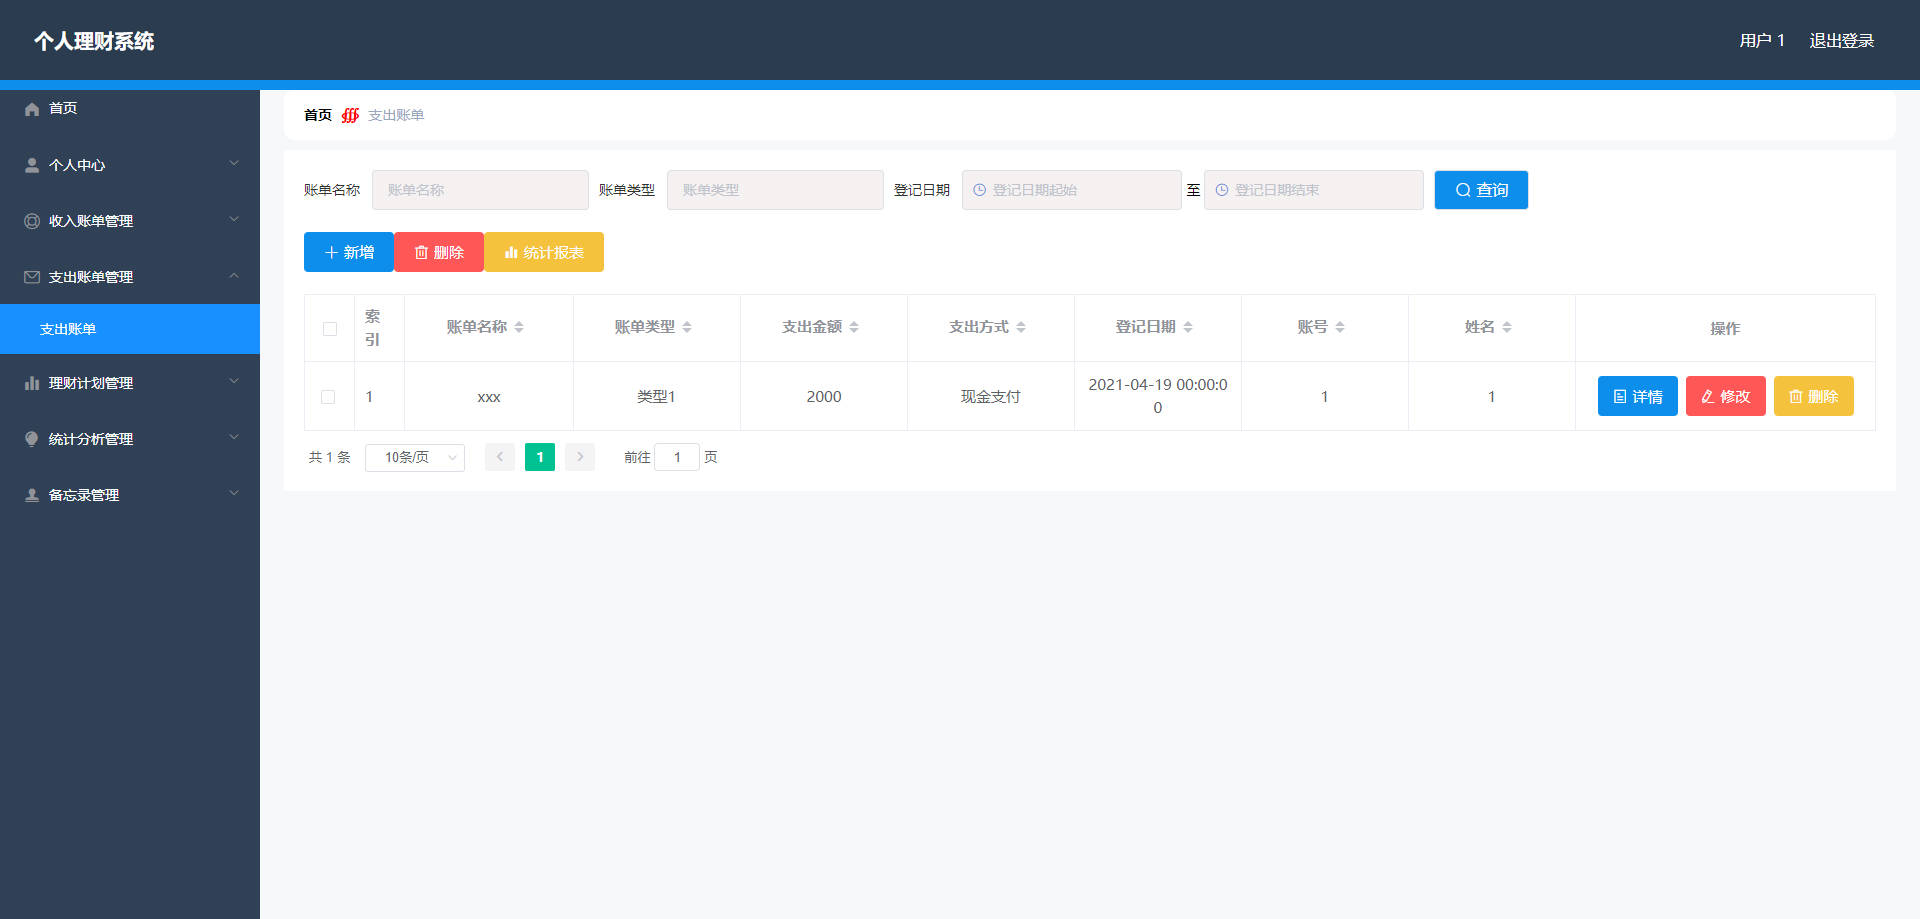 个人理财系统
用户 1 退出登录
首页
个人中心
收入账单管理
支出账单管理
支出账单
理财计划管理
统计分析管理
备忘录管理
首页 支出账单
账单名称 账单名称 账单类型 账单类型 登记日期 登记日期起始 至 登记日期结束 查询
新增 删除 统计报表
索引 账单名称 账单类型 支出金额 支出方式 登记日期 账号 姓名 操作
1 xxx 类型1 2000 现金支付 2021-04-19 00:00:00 1 1 详情 修改 删除
共 1 条 10条/页 1 前往 1 页